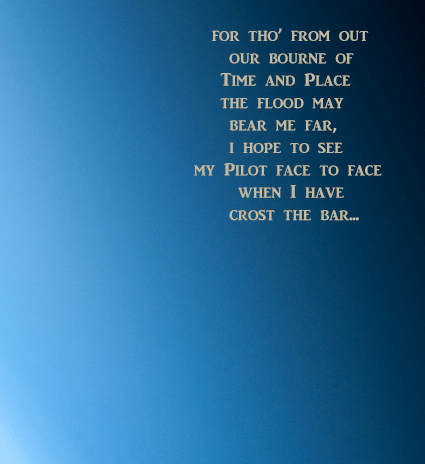 for tho' from out
our bourne of
Time and Place
the flood may
bear me far,
i hope to see
my Pilot face to face
when I have
crost the bar...